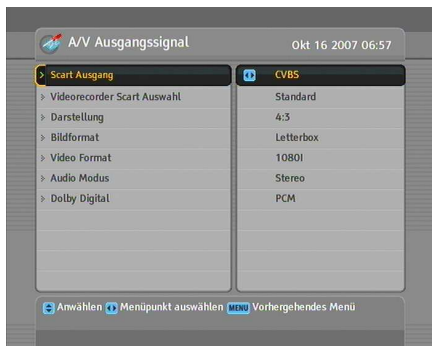 A/V Ausgangssignal Okt 16 2007 06:57
Scart Ausgang CVBS
Videorecorder Scart Auswahl Standard
Darstellung 4:3
Bildformat Letterbox
Video Format 1080I
Audio Modus Stereo
Dolby Digital PCM
Anwählen Menüpunkt auswählen MENU Vorhergehendes Menü